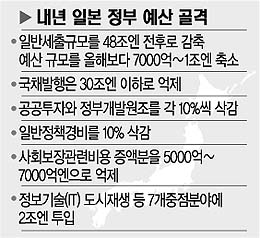 ▶ 내년 일본 정부 예산 골격
●일반세출규모를 48조엔 전후로 감축
예산 규모를 올해보다 7000억~1조엔 축소
●국채발행은 30조엔 이하로 억제
●공공투자와 정부개발원조를 각 10%씩 삭감
●일반정책경비를 10% 삭감
●사회보장관련비용 증액분을 5000억~
7000억엔으로 억제
●정보기술(IT) 도시재생 등 7개중점분야에
2조엔 투입